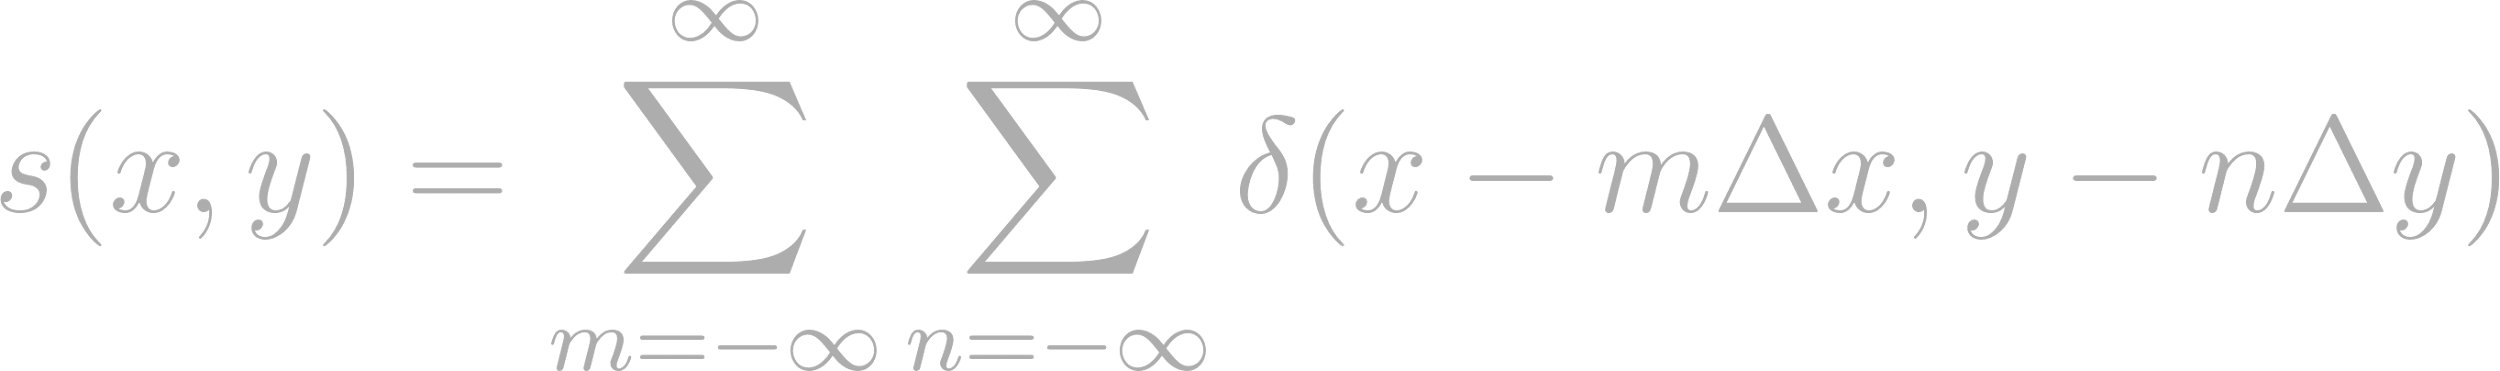 s(x, y) = \sum_{m=-\infty}^{\infty} \sum_{n=-\infty}^{\infty} \delta(x - m\Delta x, y - n\Delta y)